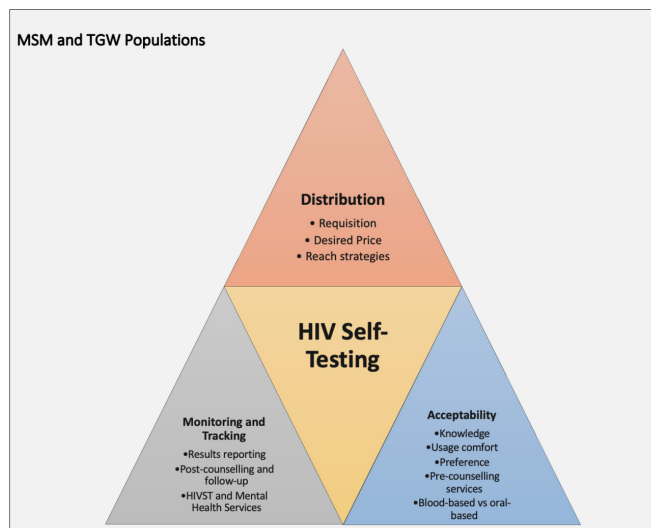 MSM and TGW Populations
Distribution
• Requisition
• Desired Price
• Reach strategies
HIV Self-
Testing
Monitoring and
Tracking
•Results reporting
•Post-counselling and
follow-up
•HIVST and Mental
Health Services
Acceptability
•Knowledge
•Usage comfort
•Preference
•Pre-counselling
services
•Blood-based vs oral-
based